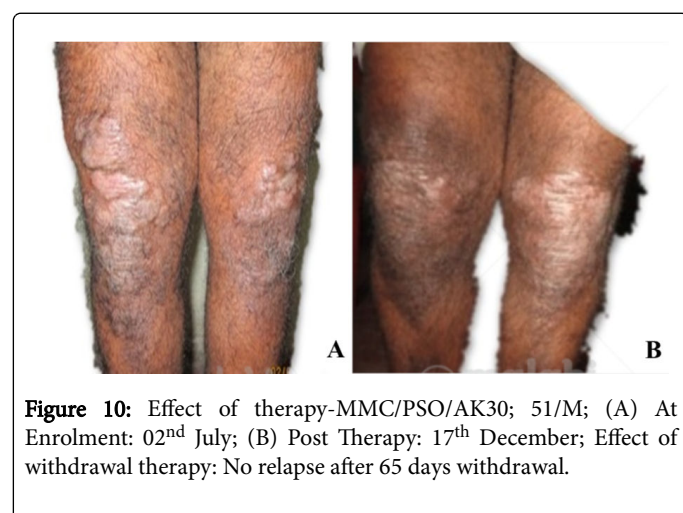 A
B
Figure 10: Effect of therapy-MMC/PSO/AK30; 51/M; (A) At
Enrolment: 02nd July; (B) Post Therapy: 17th December; Effect of
withdrawal therapy: No relapse after 65 days withdrawal.